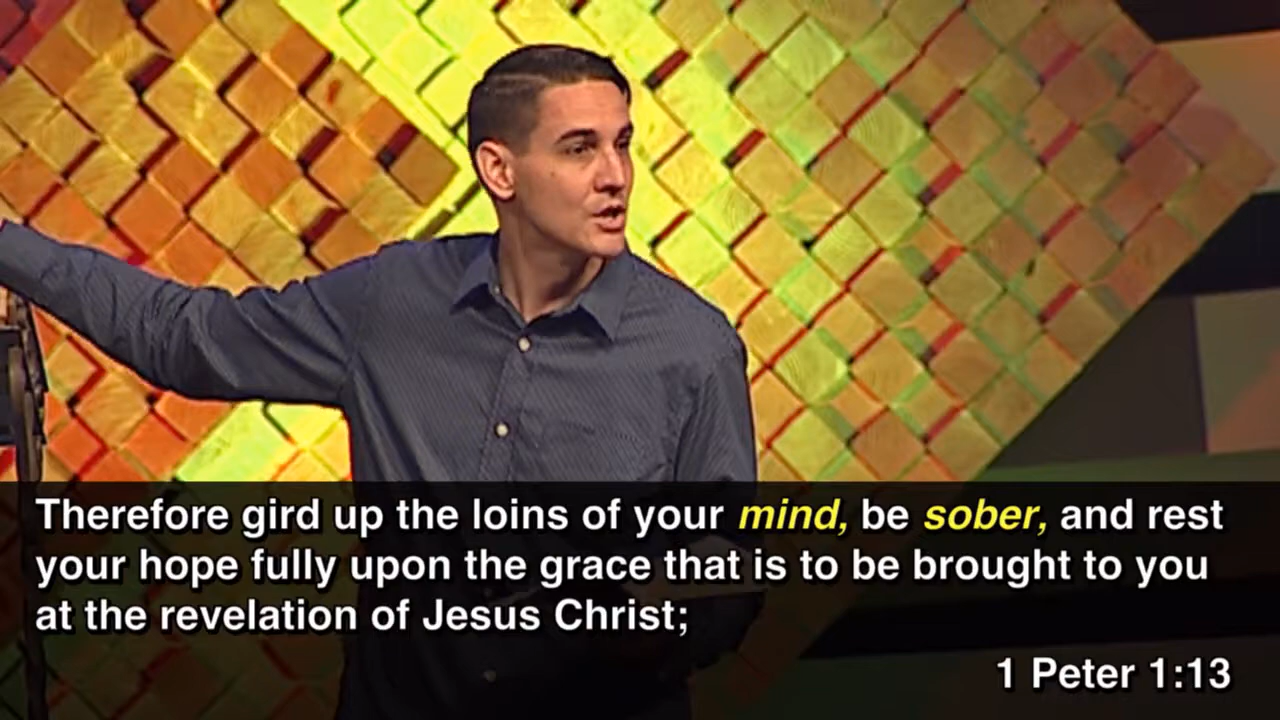 Therefore gird up the loins of your mind, be sober, and rest
your hope fully upon the grace that is to be brought to you
at the revelation of Jesus Christ;
1 Peter 1:13